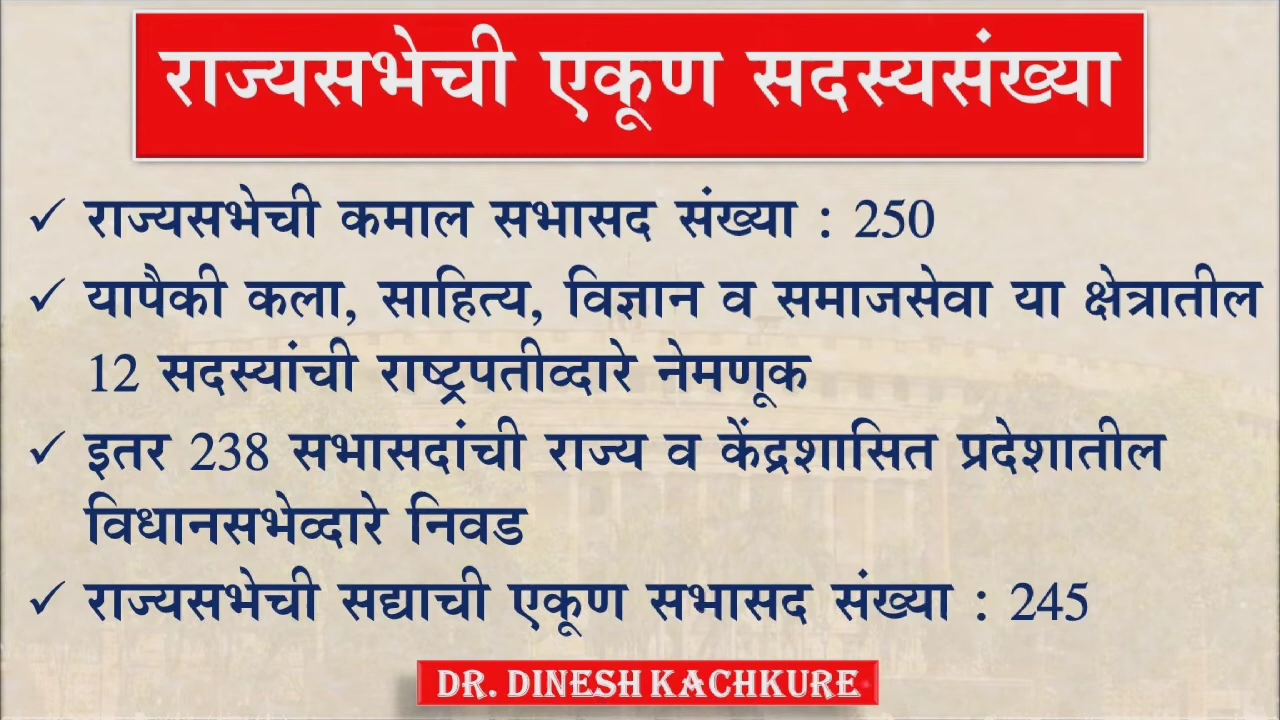 राज्यसभेची एकूण सदस्यसंख्या
✓ राज्यसभेची कमाल सभासद संख्या : 250
✓ यापैकी कला, साहित्य, विज्ञान व समाजसेवा या क्षेत्रातील
12 सदस्यांची राष्ट्रपतीव्दारे नेमणूक
✓ इतर 238 सभासदांची राज्य व केंद्रशासित प्रदेशातील
विधानसभेव्दारे निवड
✓ राज्यसभेची सद्याची एकूण सभासद संख्या : 245
DR. DINESH KACHKURE